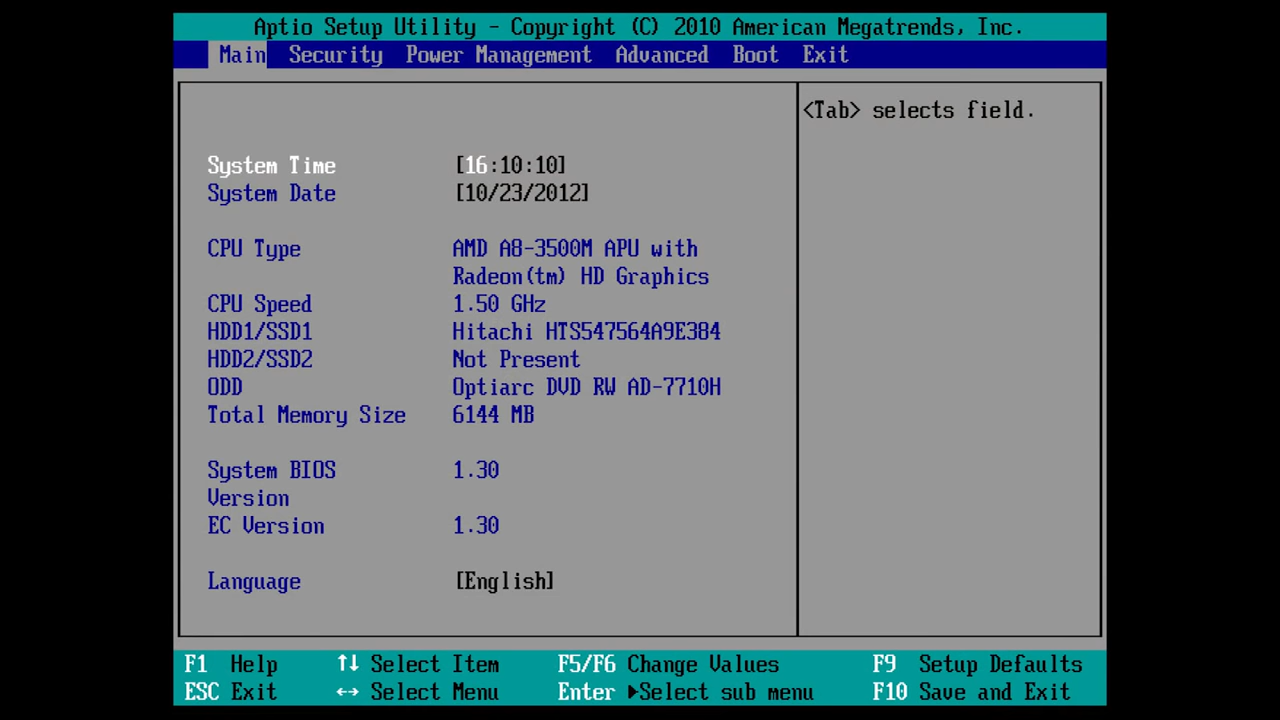 Aptio Setup Utility - Copyright (C) 2010 American Megatrends, Inc.
Main Security Power Management Advanced Boot Exit
<Tab> selects field.
System Time [16:10:10]
System Date [10/23/2012]
CPU Type AMD A8-3500M APU with
Radeon(tm) HD Graphics
CPU Speed 1.50 GHz
HDD1/SSD1 Hitachi HTS547564A9E384
HDD2/SSD2 Not Present
ODD Optiarc DVD RW AD-7710H
Total Memory Size 6144 MB
System BIOS 1.30
Version
EC Version 1.30
Language [English]
F1 Help ↑↓ Select Item F5/F6 Change Values F9 Setup Defaults
ESC Exit ↔ Select Menu Enter ▶Select sub menu F10 Save and Exit